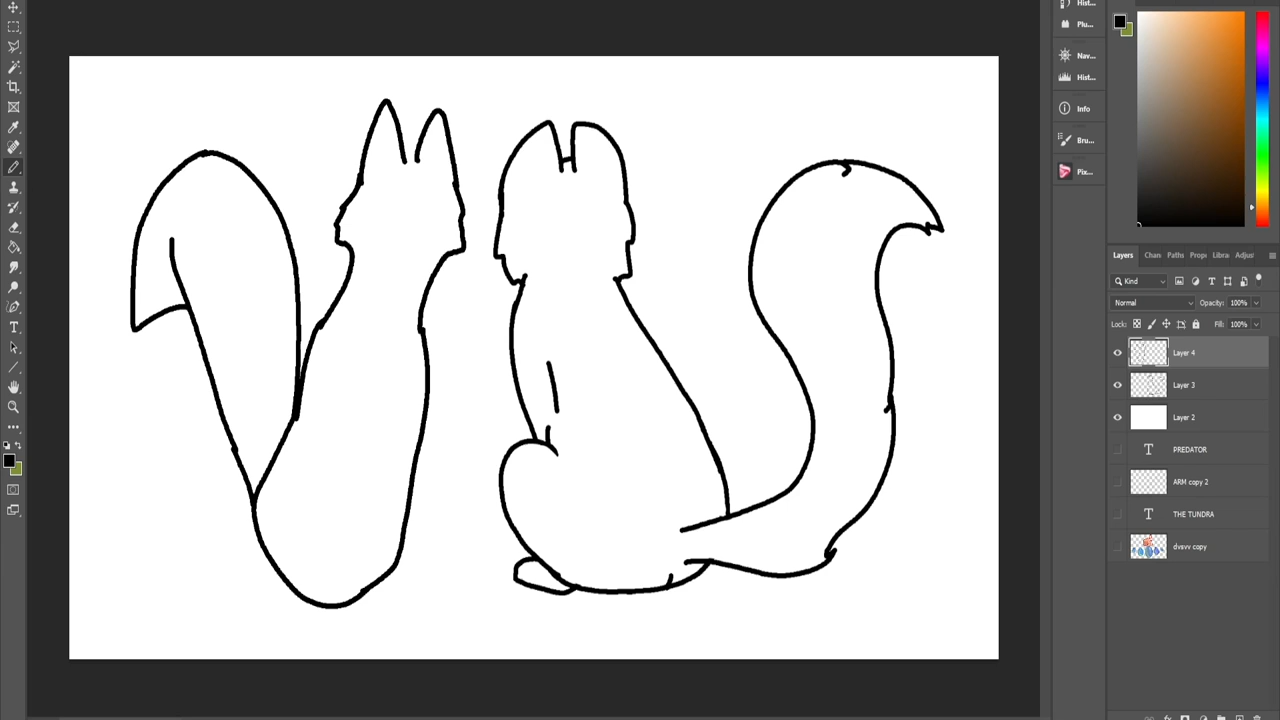 Hist...
Plu...
Nav...
Hist...
Info
Bru...
Pix...
Layers Chan Paths Prop Libra Adjus
Kind
Normal Opacity: 100%
Lock: Fill: 100%
Layer 4
Layer 3
Layer 2
T PREDATOR
ARM copy 2
T THE TUNDRA
dvsvv copy